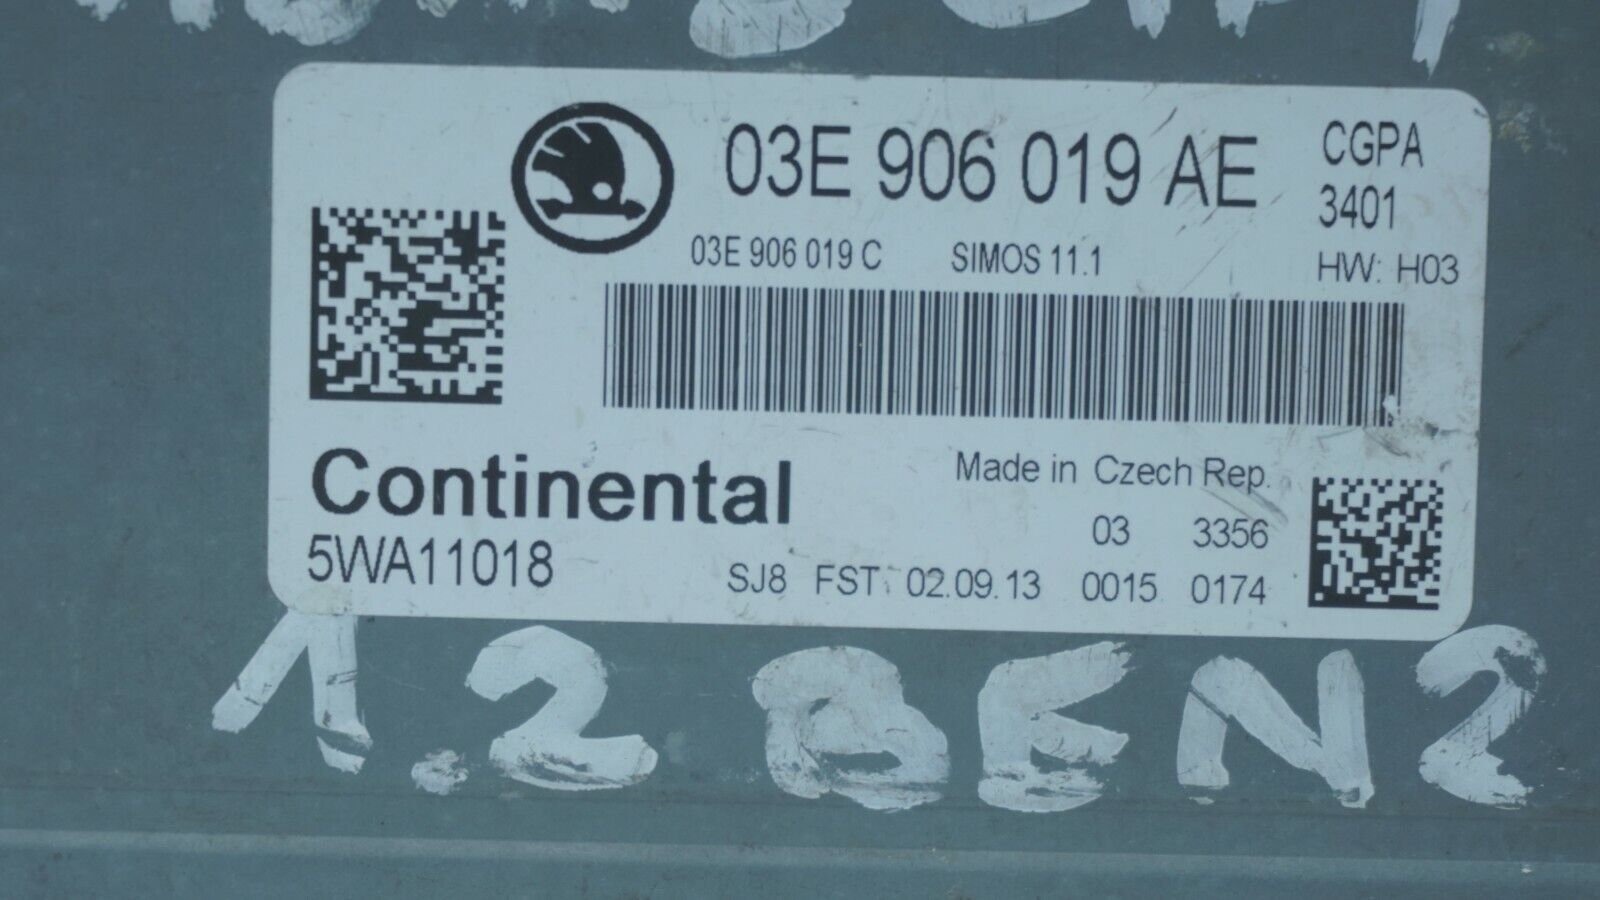 03E 906 019 AE
CGPA
3401
03E 906 019 C SIMOS 11.1
HW: H03
Continental
5WA11018
Made in Czech Rep.
03 3356
SJ8 FST 02.09.13 0015 0174
1.2 BEN2